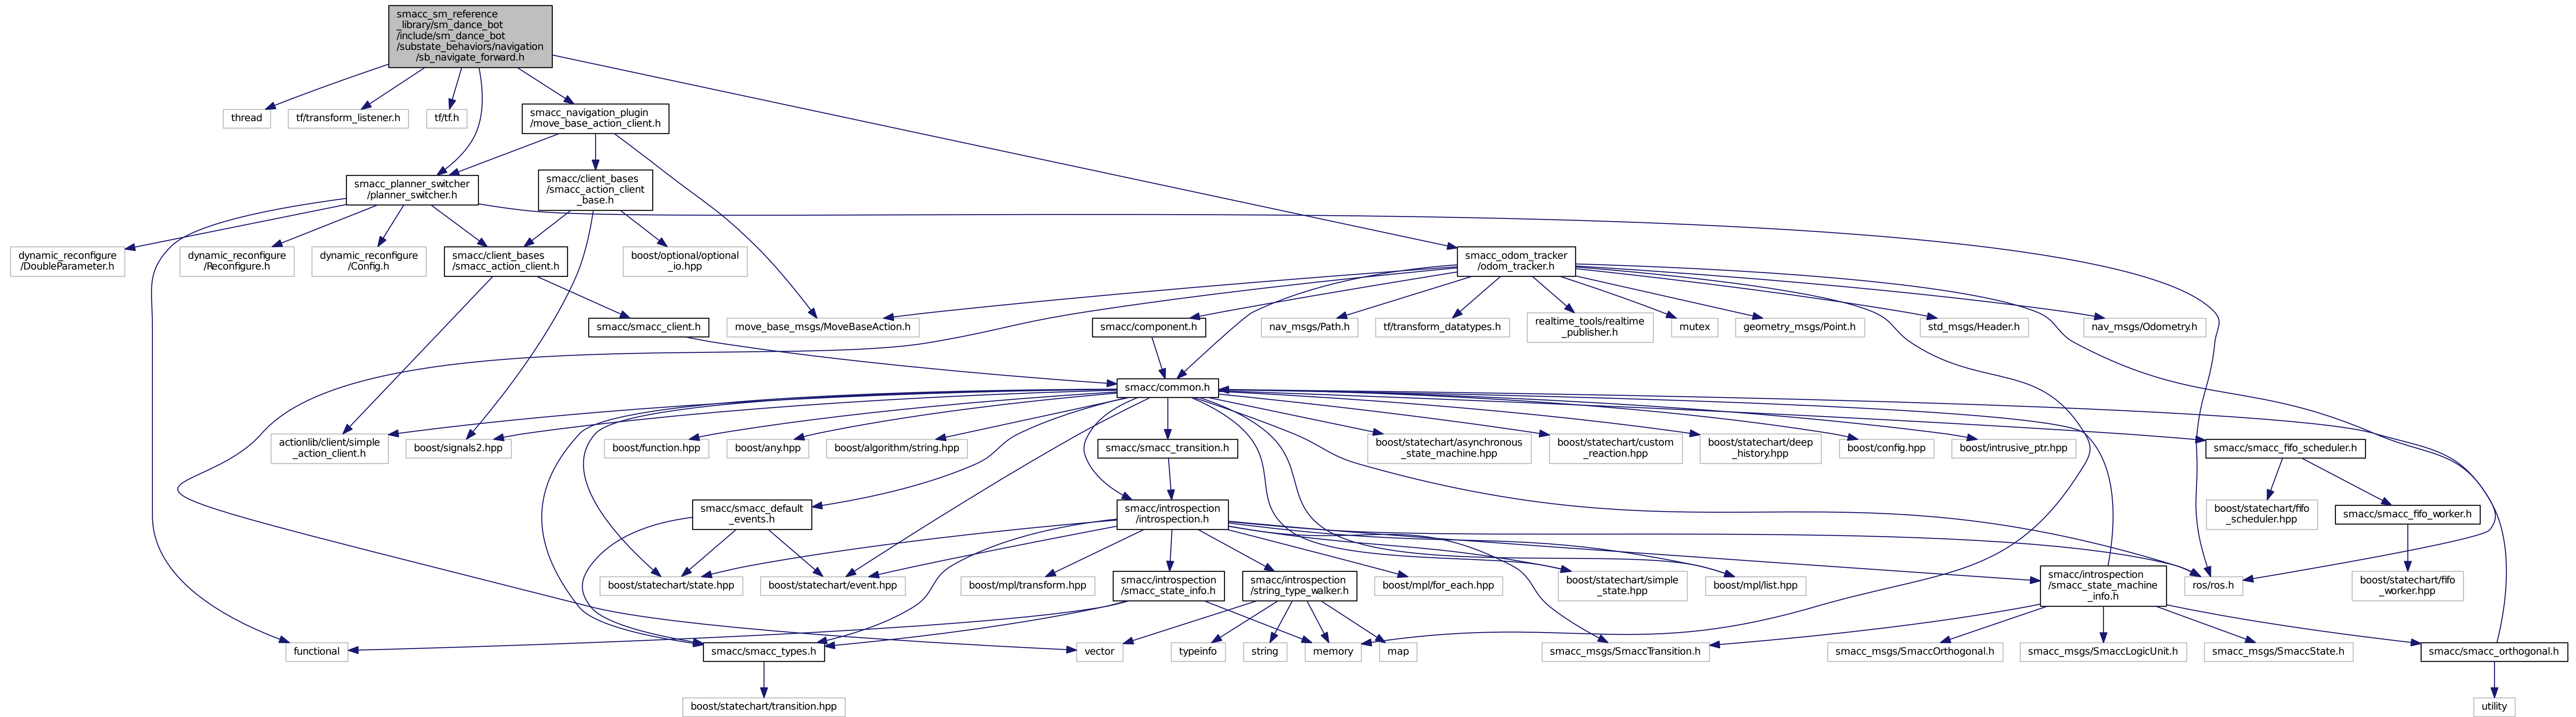 smacc_sm_reference
_library/sm_dance_bot
/include/sm_dance_bot
/substate_behaviors/navigation
/sb_navigate_forward.h
thread
tf/transform_listener.h
tf/tf.h
smacc_navigation_plugin
/move_base_action_client.h
smacc_planner_switcher
/planner_switcher.h
smacc/client_bases
/smacc_action_client
_base.h
dynamic_reconfigure
/DoubleParameter.h
dynamic_reconfigure
/Reconfigure.h
dynamic_reconfigure
/Config.h
smacc/client_bases
/smacc_action_client.h
boost/optional/optional
_io.hpp
smacc_odom_tracker
/odom_tracker.h
smacc/smacc_client.h
move_base_msgs/MoveBaseAction.h
smacc/component.h
nav_msgs/Path.h
tf/transform_datatypes.h
realtime_tools/realtime
_publisher.h
mutex
geometry_msgs/Point.h
std_msgs/Header.h
nav_msgs/Odometry.h
smacc/common.h
actionlib/client/simple
_action_client.h
boost/signals2.hpp
boost/function.hpp
boost/any.hpp
boost/algorithm/string.hpp
smacc/smacc_transition.h
boost/statechart/asynchronous
_state_machine.hpp
boost/statechart/custom
_reaction.hpp
boost/statechart/deep
_history.hpp
boost/config.hpp
boost/intrusive_ptr.hpp
smacc/smacc_fifo_scheduler.h
smacc/smacc_default
_events.h
smacc/introspection
/introspection.h
boost/statechart/fifo
_scheduler.hpp
smacc/smacc_fifo_worker.h
boost/statechart/state.hpp
boost/statechart/event.hpp
boost/mpl/transform.hpp
smacc/introspection
/smacc_state_info.h
smacc/introspection
/string_type_walker.h
boost/mpl/for_each.hpp
boost/statechart/simple
_state.hpp
boost/mpl/list.hpp
smacc/introspection
/smacc_state_machine
_info.h
ros/ros.h
boost/statechart/fifo
_worker.hpp
functional
smacc/smacc_types.h
vector
typeinfo
string
memory
map
smacc_msgs/SmaccTransition.h
smacc_msgs/SmaccOrthogonal.h
smacc_msgs/SmaccLogicUnit.h
smacc_msgs/SmaccState.h
smacc/smacc_orthogonal.h
boost/statechart/transition.hpp
utility